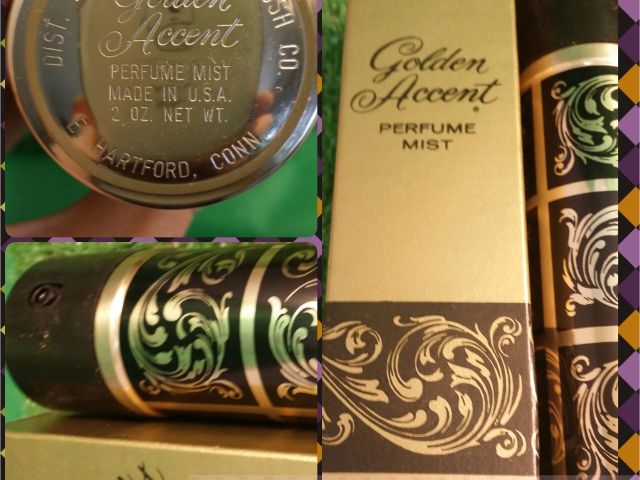 Golden
Accent
PERFUME MIST
MADE IN U.S.A.
2 OZ. NET WT.
DIST.
CO.
E. HARTFORD, CONN
Golden
Accent
PERFUME
MIST